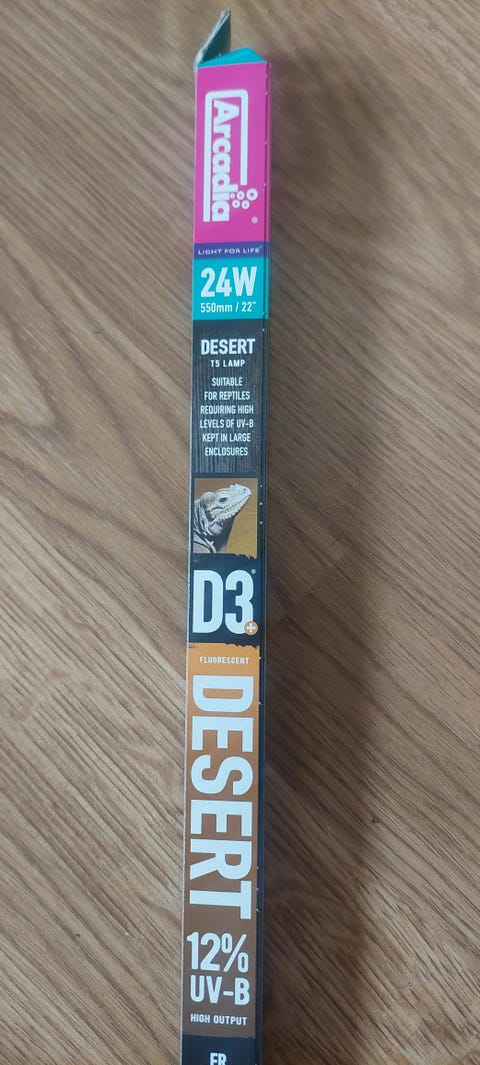 Arcadia
®
LIGHT FOR LIFE®
24W
550mm / 22"
DESERT
T5 LAMP
SUITABLE
FOR REPTILES
REQUIRING HIGH
LEVELS OF UV-B
KEPT IN LARGE
ENCLOSURES
D3®
+
FLUORESCENT
DESERT
12%
UV-B
HIGH OUTPUT
FR